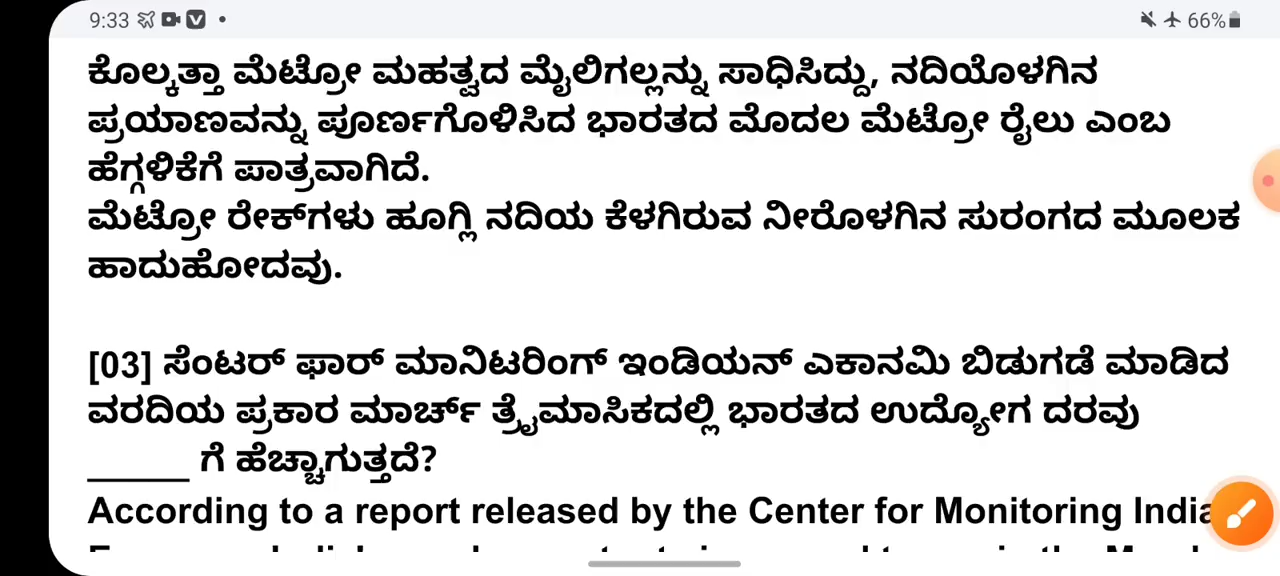 9:33
66%
ಕೊಲ್ಕತ್ತಾ ಮೆಟ್ರೋ ಮಹತ್ವದ ಮೈಲಿಗಲ್ಲನ್ನು ಸಾಧಿಸಿದ್ದು, ನದಿಯೊಳಗಿನ
ಪ್ರಯಾಣವನ್ನು ಪೂರ್ಣಗೊಳಿಸಿದ ಭಾರತದ ಮೊದಲ ಮೆಟ್ರೋ ರೈಲು ಎಂಬ
ಹೆಗ್ಗಳಿಕೆಗೆ ಪಾತ್ರವಾಗಿದೆ.
ಮೆಟ್ರೋ ರೇಕ್‌ಗಳು ಹೂಗ್ಲಿ ನದಿಯ ಕೆಳಗಿರುವ ನೀರೊಳಗಿನ ಸುರಂಗದ ಮೂಲಕ
ಹಾದುಹೋದವು.
[03] ಸೆಂಟರ್ ಫಾರ್ ಮಾನಿಟರಿಂಗ್ ಇಂಡಿಯನ್ ಎಕಾನಮಿ ಬಿಡುಗಡೆ ಮಾಡಿದ
ವರದಿಯ ಪ್ರಕಾರ ಮಾರ್ಚ್ ತ್ರೈಮಾಸಿಕದಲ್ಲಿ ಭಾರತದ ಉದ್ಯೋಗ ದರವು
_____ ಗೆ ಹೆಚ್ಚಾಗುತ್ತದೆ?
According to a report released by the Center for Monitoring India